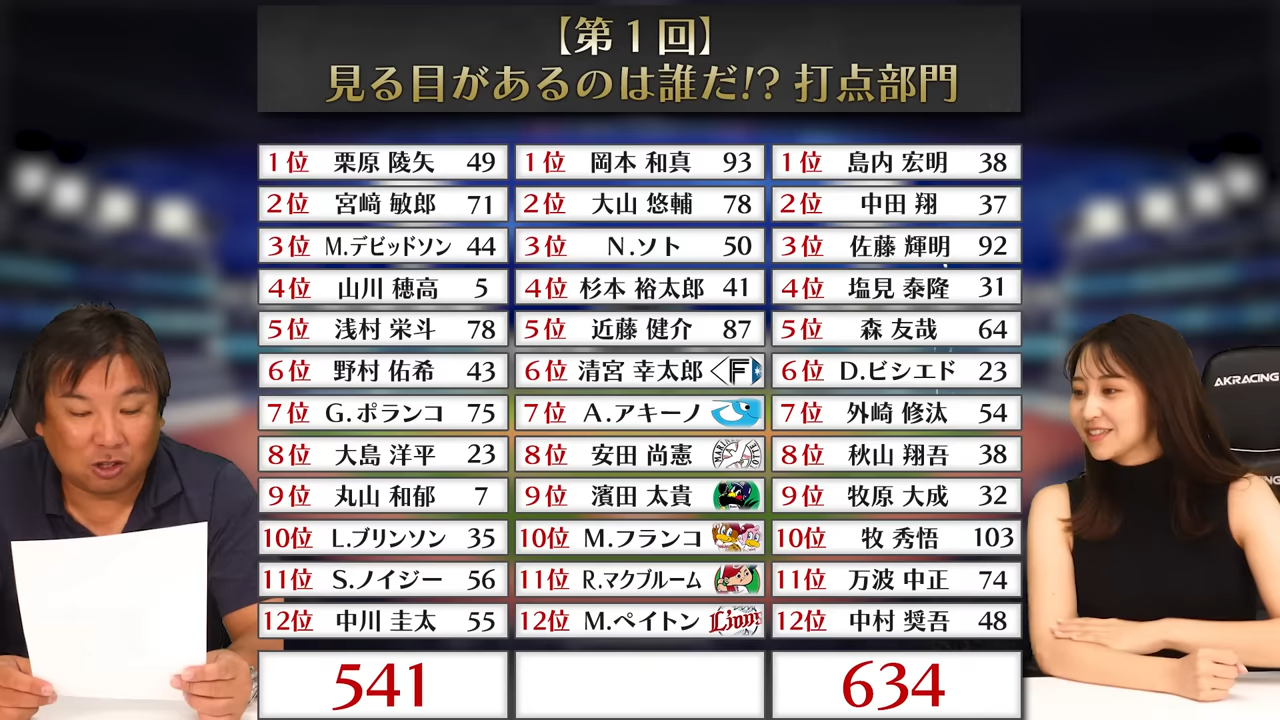 【第1回】
見る目があるのは誰だ!? 打点部門
1位 栗原 陵矢 49
2位 宮﨑 敏郎 71
3位 M.デビッドソン 44
4位 山川 穂高 5
5位 浅村 栄斗 78
6位 野村 佑希 43
7位 G.ポランコ 75
8位 大島 洋平 23
9位 丸山 和郁 7
10位 L.ブリンソン 35
11位 S.ノイジー 56
12位 中川 圭太 55
541
1位 岡本 和真 93
2位 大山 悠輔 78
3位 N.ソト 50
4位 杉本 裕太郎 41
5位 近藤 健介 87
6位 清宮 幸太郎 F
7位 A.アキーノ
8位 安田 尚憲
9位 濱田 太貴
10位 M.フランコ
11位 R.マクブルーム
12位 M.ペイトン Lions
1位 島内 宏明 38
2位 中田 翔 37
3位 佐藤 輝明 92
4位 塩見 泰隆 31
5位 森 友哉 64
6位 D.ビシエド 23
7位 外崎 修汰 54
8位 秋山 翔吾 38
9位 牧原 大成 32
10位 牧 秀悟 103
11位 万波 中正 74
12位 中村 奨吾 48
634
AKRACING